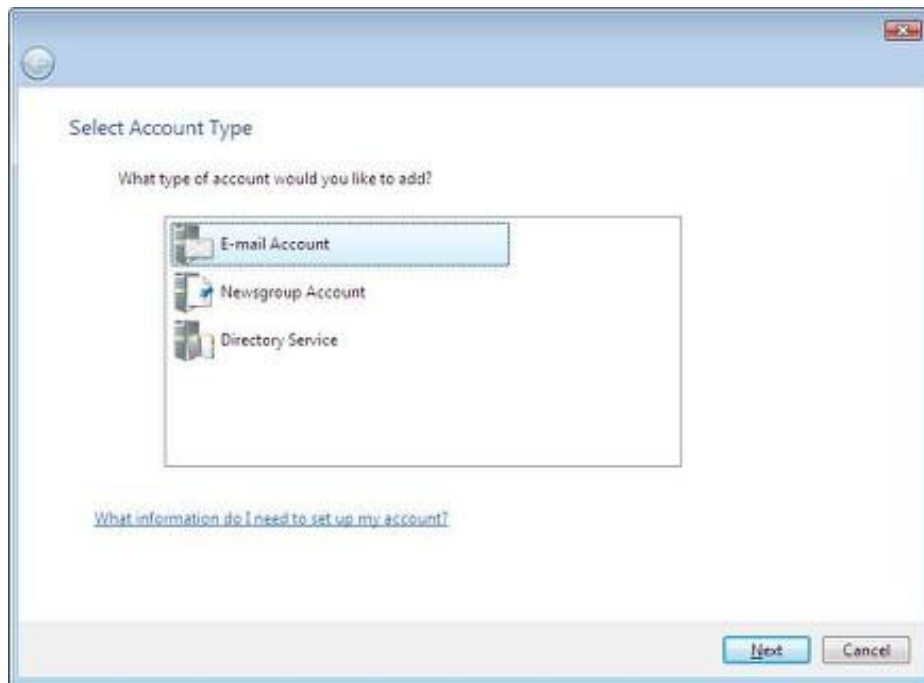 Select Account Type
What type of account would you like to add?
E-mail Account
Newsgroup Account
Directory Service
What information do I need to set up my account?
Next Cancel